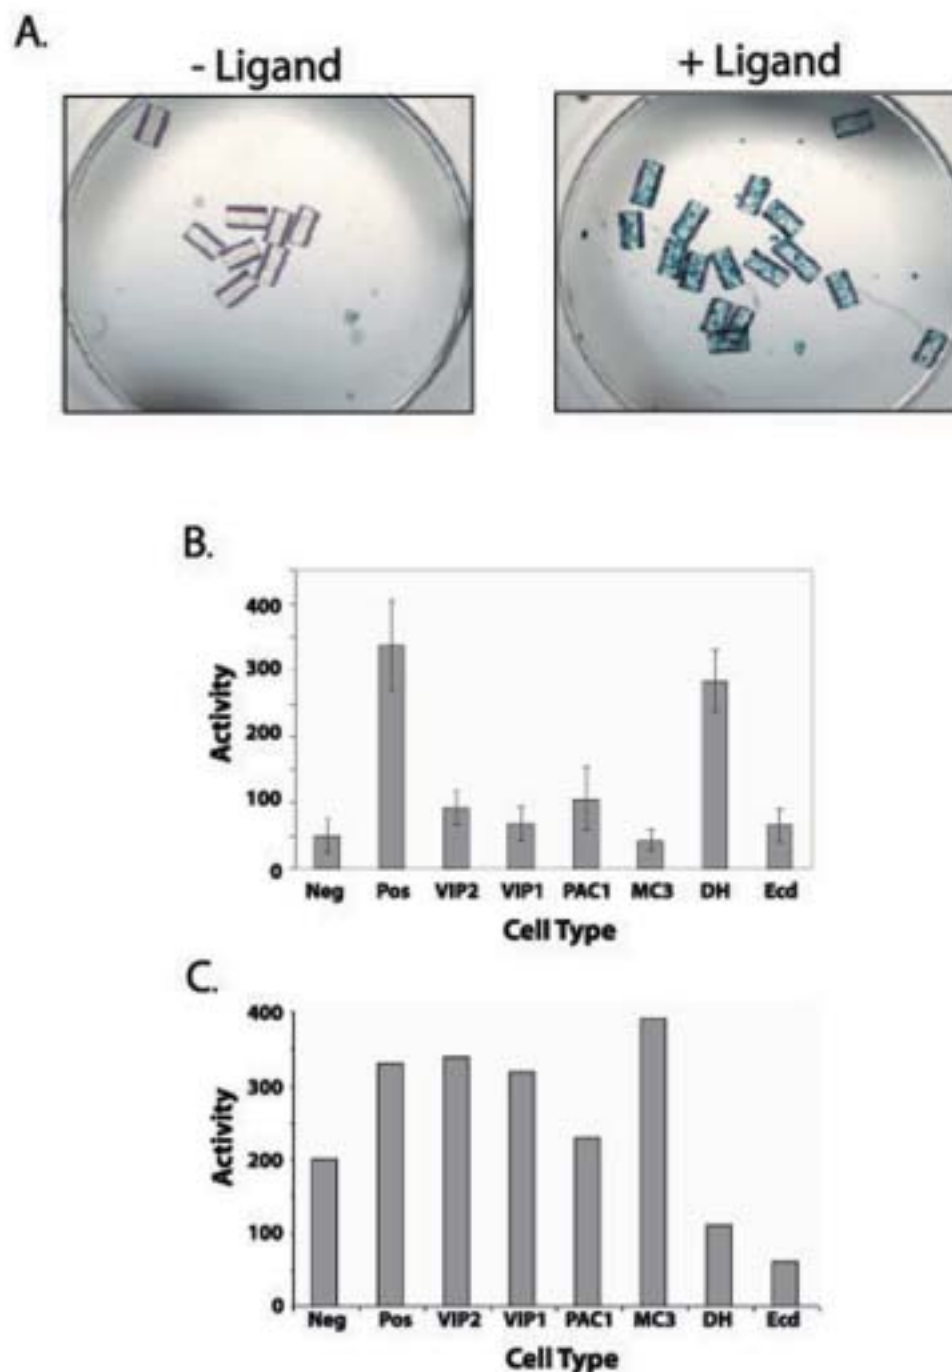 A.
- Ligand
+ Ligand
B.
Activity
400
300
200
100
0
Neg Pos VIP2 VIP1 PAC1 MC3 DH Ecd
Cell Type
C.
Activity
400
300
200
100
0
Neg Pos VIP2 VIP1 PAC1 MC3 DH Ecd
Cell Type